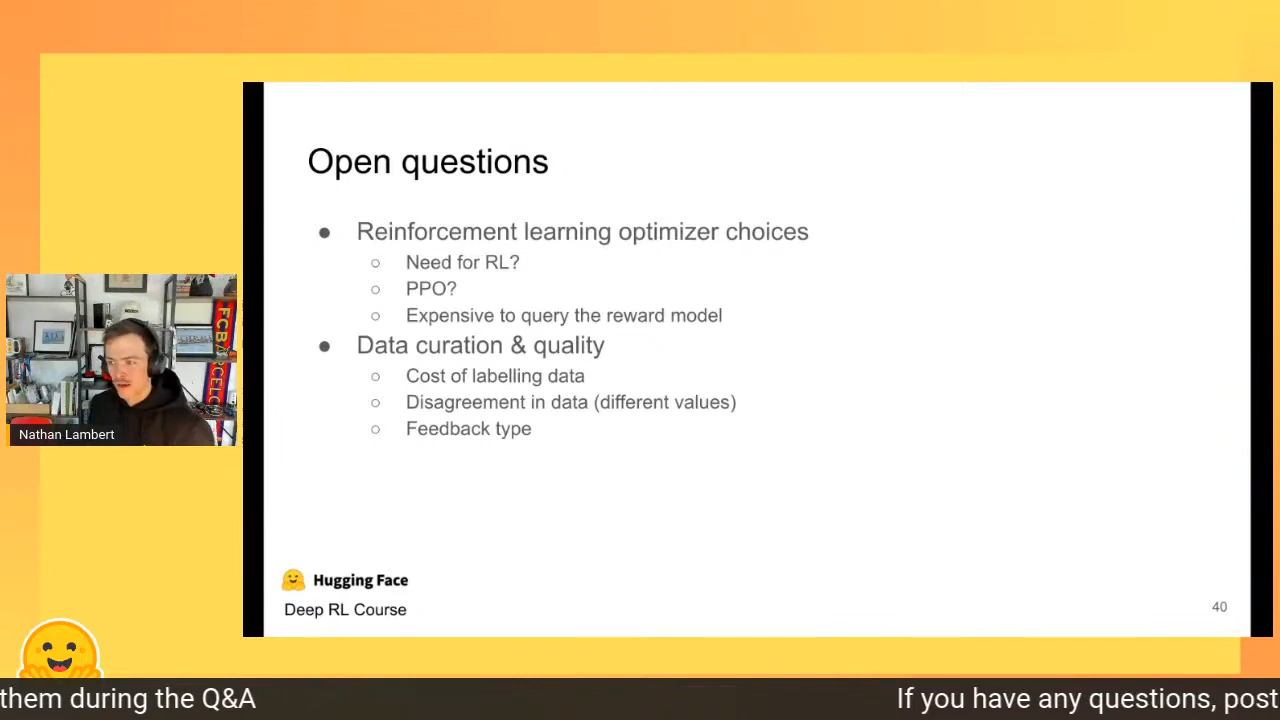 Open questions
● Reinforcement learning optimizer choices
○ Need for RL?
○ PPO?
○ Expensive to query the reward model
● Data curation & quality
○ Cost of labelling data
○ Disagreement in data (different values)
○ Feedback type
FCBARCELO
Nathan Lambert
Hugging Face
Deep RL Course
40
them during the Q&A
If you have any questions, post